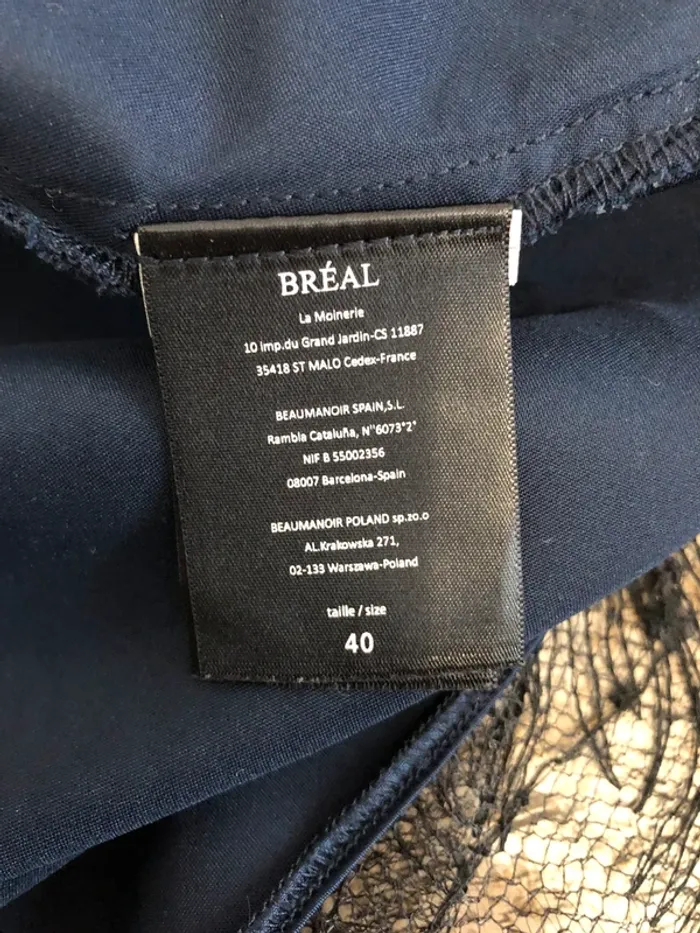 BRÉAL
La Moinerie
10 imp.du Grand Jardin-CS 11887
35418 ST MALO Cedex-France
BEAUMANOIR SPAIN,S.L.
Rambla Cataluña, N"6073°2°
NIF B 55002356
08007 Barcelona-Spain
BEAUMANOIR POLAND sp.zo.o
AL.Krakowska 271,
02-133 Warszawa-Poland
taille / size
40